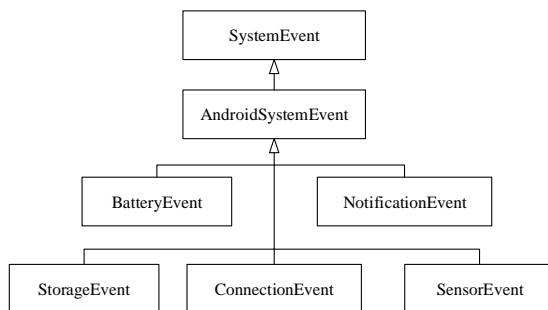 SystemEvent
AndroidSystemEvent
BatteryEvent NotificationEvent
StorageEvent ConnectionEvent SensorEvent